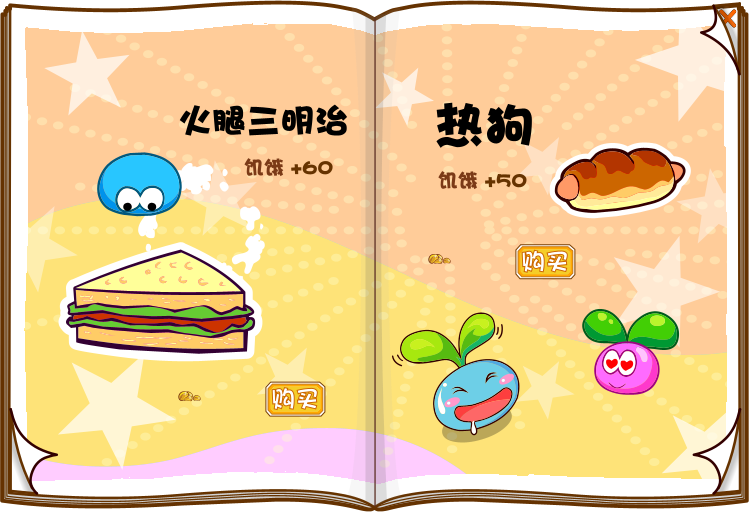 火腿三明治
饥饿 +60
购买
热狗
饥饿 +50
购买